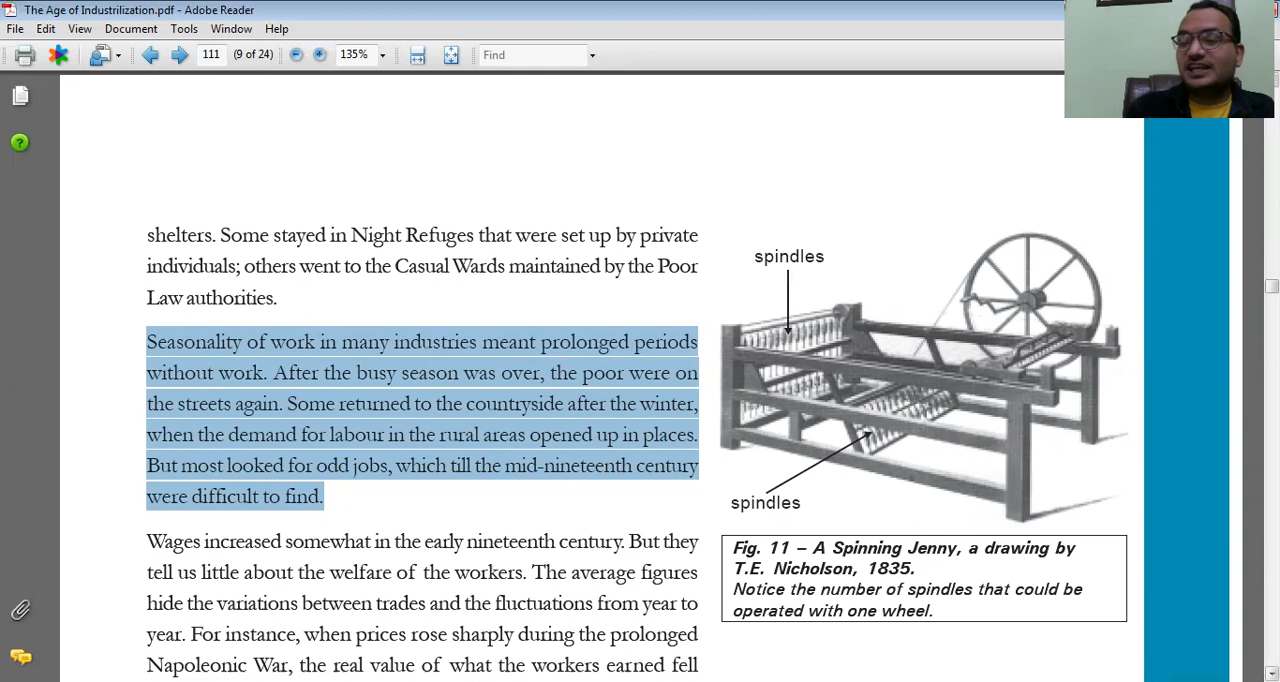 The Age of Industrilization.pdf - Adobe Reader
File Edit View Document Tools Window Help
111 (9 of 24) 135% Find
shelters. Some stayed in Night Refuges that were set up by private
individuals; others went to the Casual Wards maintained by the Poor
Law authorities.
Seasonality of work in many industries meant prolonged periods
without work. After the busy season was over, the poor were on
the streets again. Some returned to the countryside after the winter,
when the demand for labour in the rural areas opened up in places.
But most looked for odd jobs, which till the mid-nineteenth century
were difficult to find.
Wages increased somewhat in the early nineteenth century. But they
tell us little about the welfare of the workers. The average figures
hide the variations between trades and the fluctuations from year to
year. For instance, when prices rose sharply during the prolonged
Napoleonic War, the real value of what the workers earned fell
spindles
spindles
Fig. 11 – A Spinning Jenny, a drawing by
T.E. Nicholson, 1835.
Notice the number of spindles that could be
operated with one wheel.